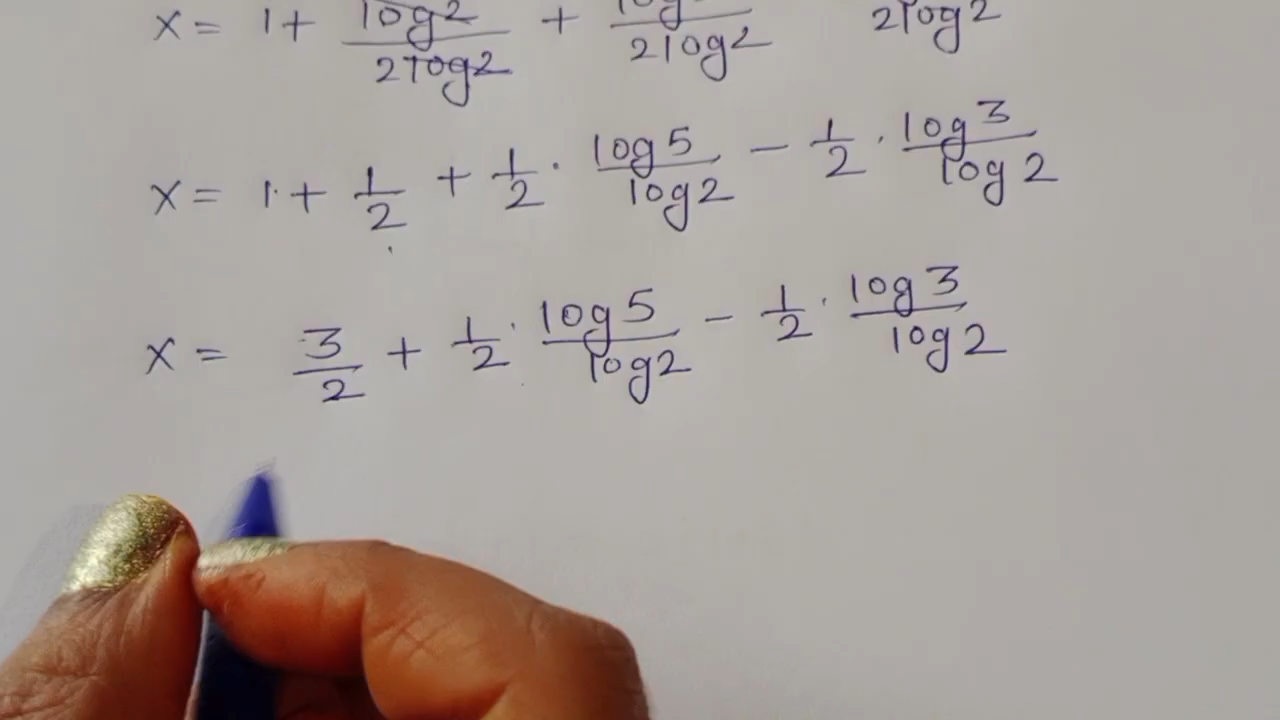 x = 1 + log2/2log2 + log/2log2 2log2
x = 1 + 1/2 + 1/2 · log5/log2 − 1/2 · log3/log2
x = 3/2 + 1/2 · log5/log2 − 1/2 · log3/log2